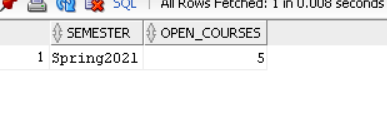 SQL | All Rows Fetched: 1 in 0.008 seconds
SEMESTER OPEN_COURSES
1 Spring2021 5